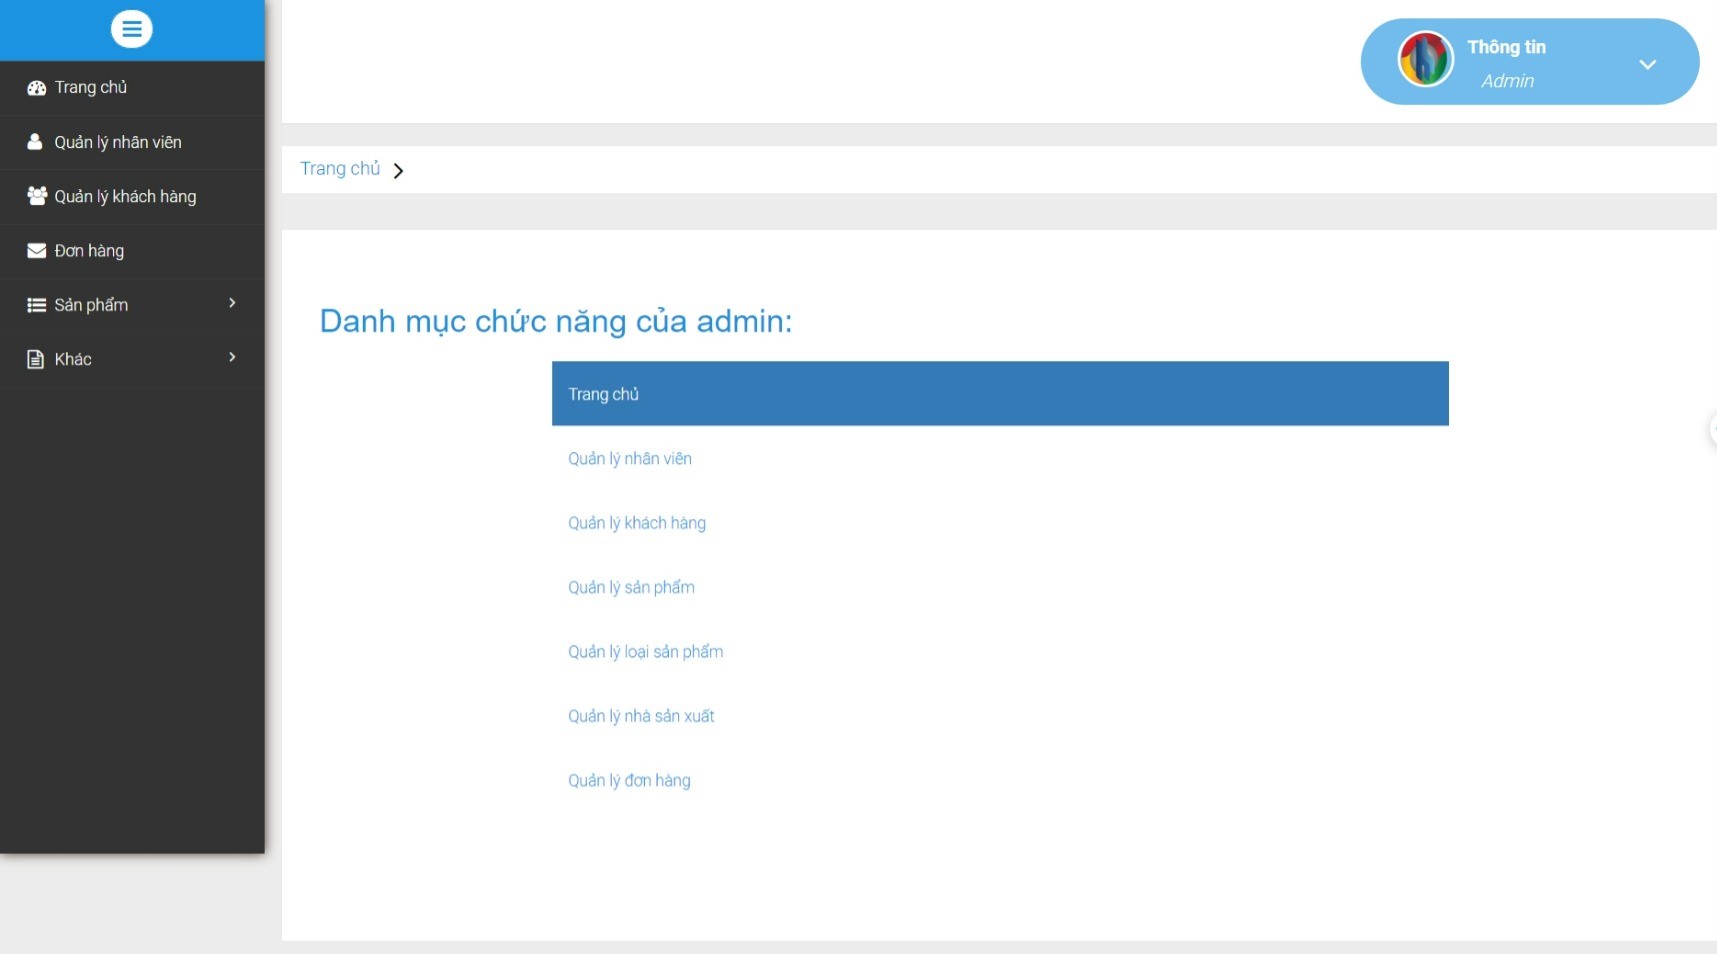 Trang chủ
Quản lý nhân viên
Quản lý khách hàng
Đơn hàng
Sản phẩm
Khác
Thông tin
Admin
Trang chủ
Danh mục chức năng của admin:
Trang chủ
Quản lý nhân viên
Quản lý khách hàng
Quản lý sản phẩm
Quản lý loại sản phẩm
Quản lý nhà sản xuất
Quản lý đơn hàng